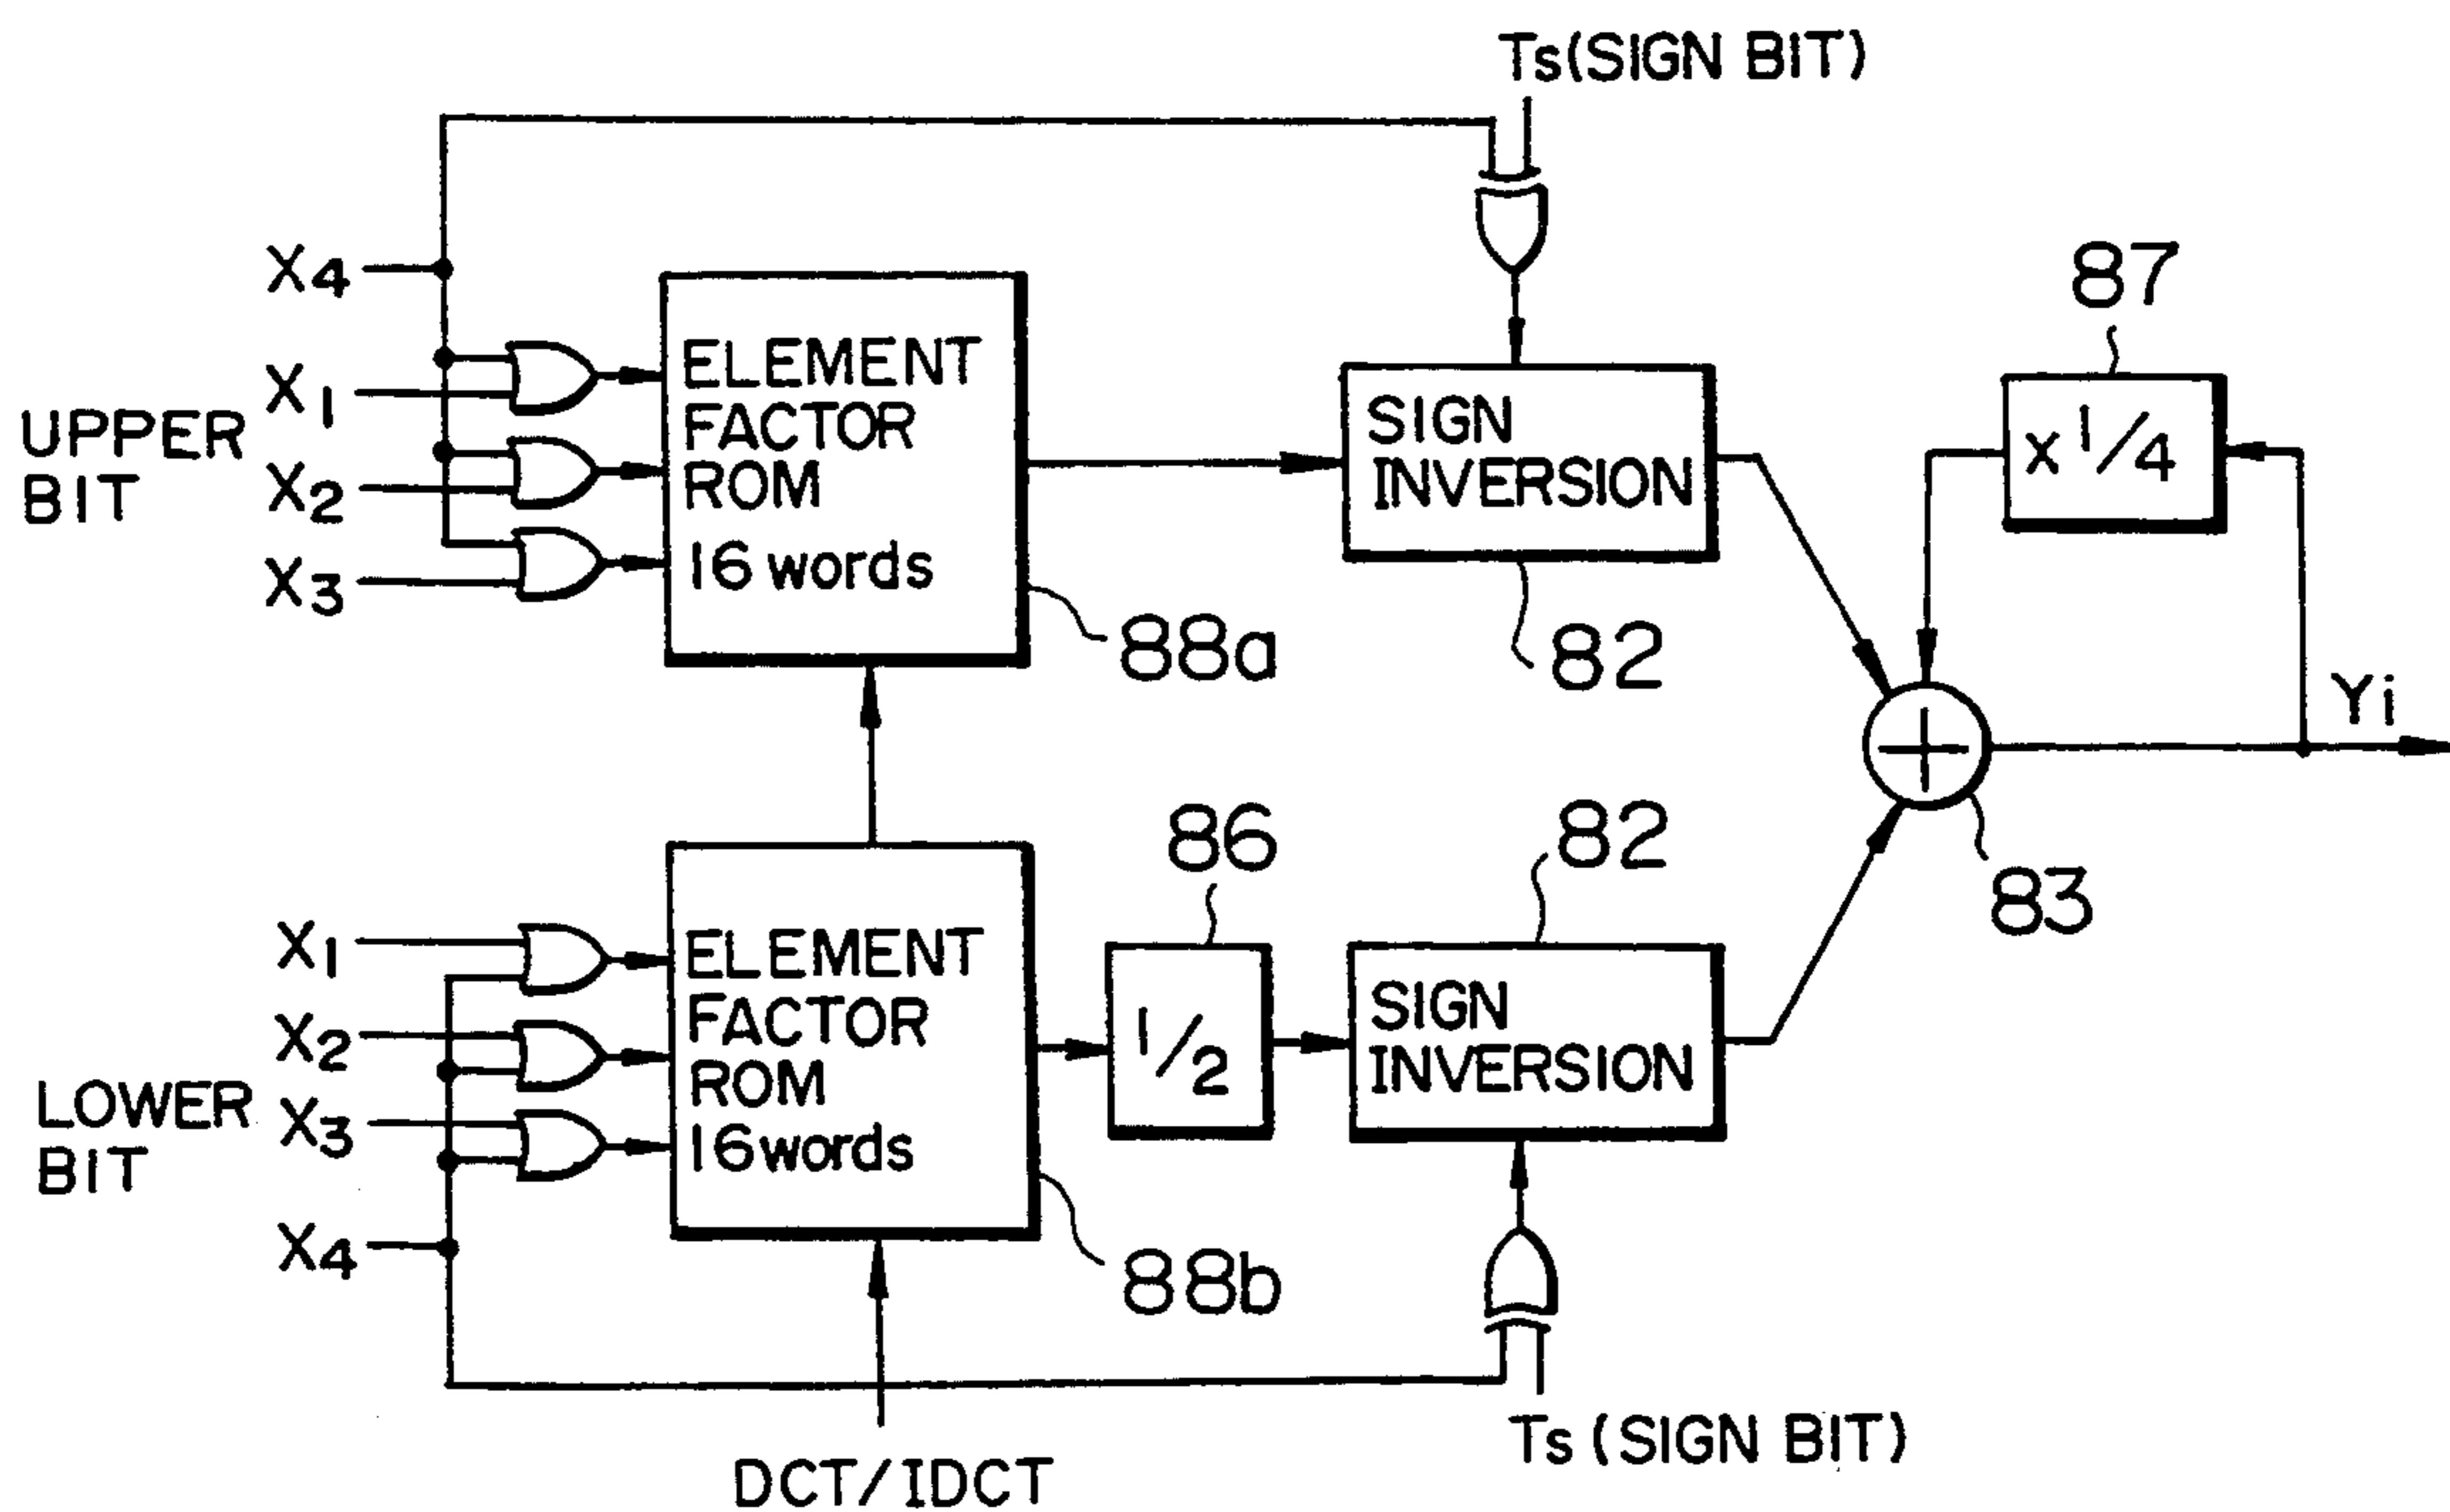 Ts(SIGN BIT)
X4
X1
X2
X3
UPPER
BIT
ELEMENT
FACTOR
ROM
16 words
88a
SIGN
INVERSION
82
87
x 1/4
Yi
83
86
1/2
82
SIGN
INVERSION
X1
X2
X3
X4
LOWER
BIT
ELEMENT
FACTOR
ROM
16 words
88b
Ts (SIGN BIT)
DCT/IDCT